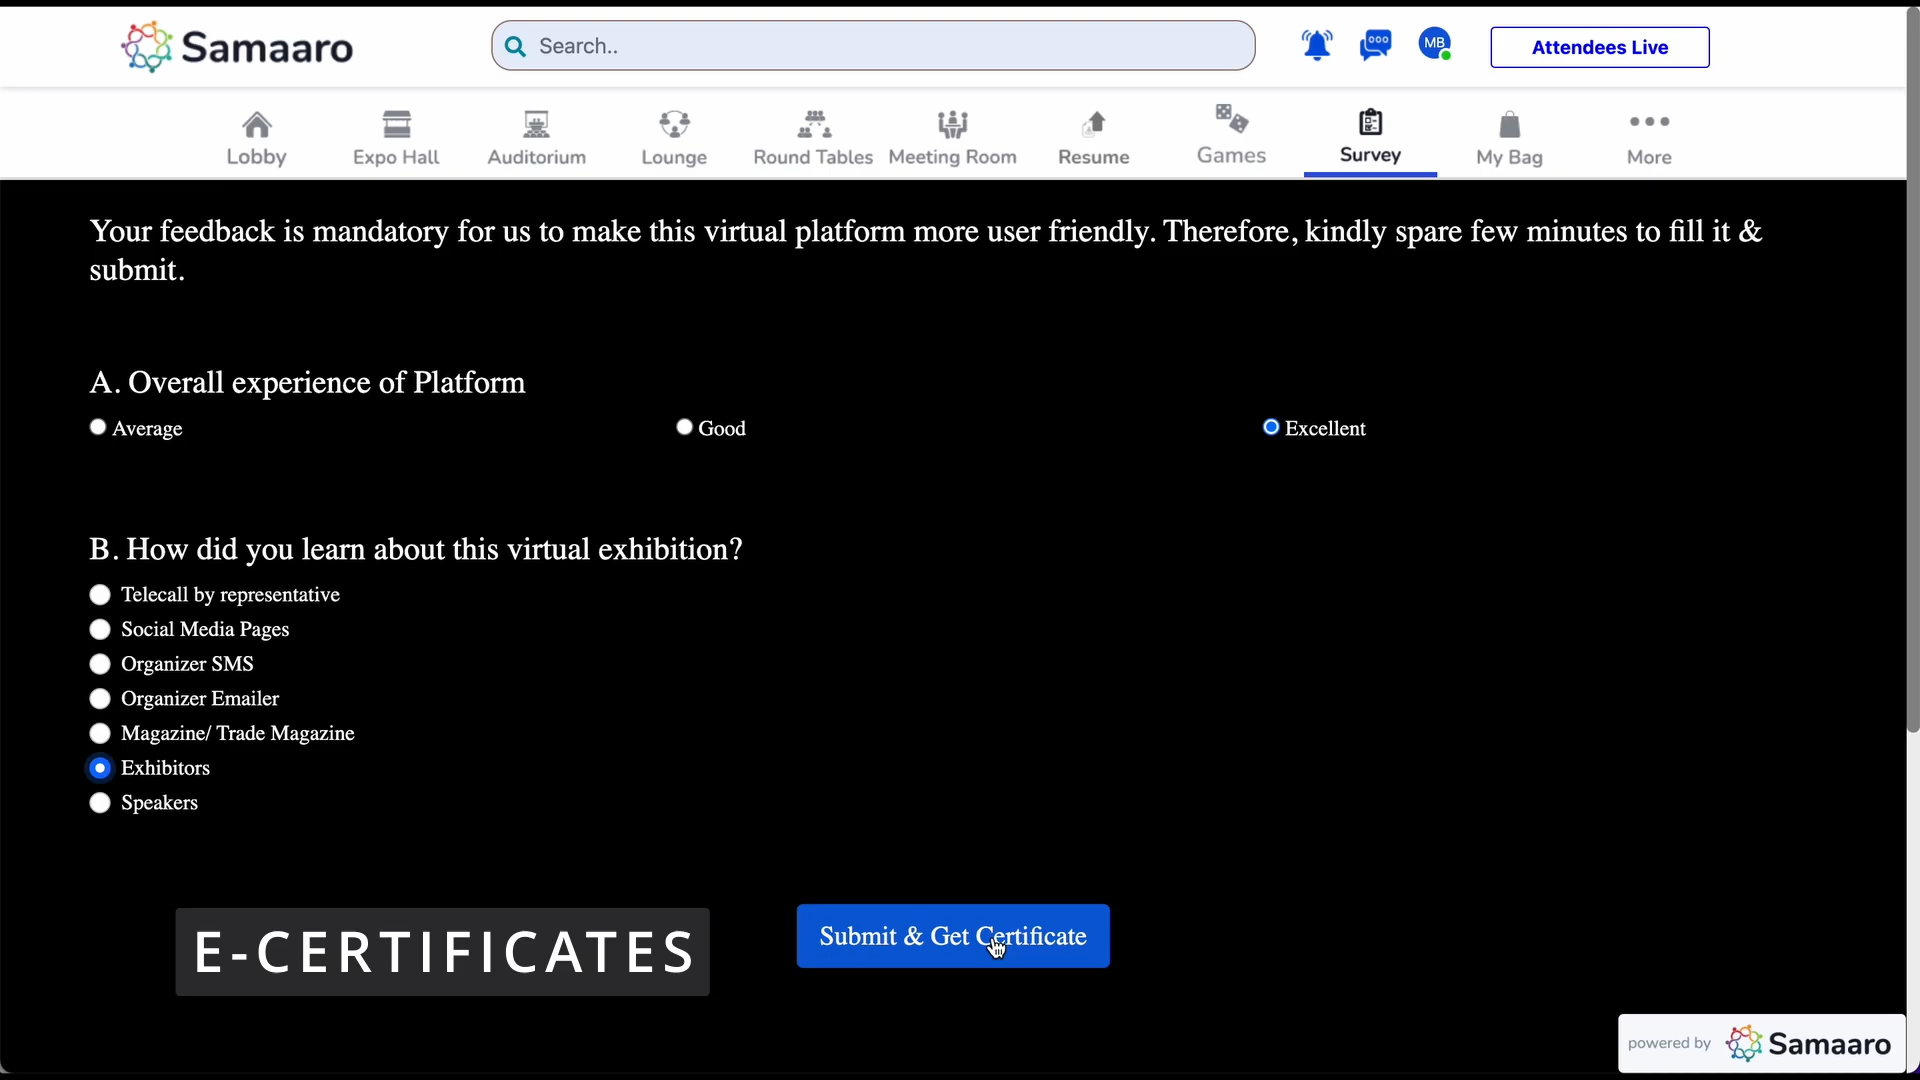 Samaaro
Search..
MB
Attendees Live
Lobby
Expo Hall
Auditorium
Lounge
Round Tables
Meeting Room
Resume
Games
Survey
My Bag
More
Your feedback is mandatory for us to make this virtual platform more user friendly. Therefore, kindly spare few minutes to fill it &
submit.
A. Overall experience of Platform
Average
Good
Excellent
B. How did you learn about this virtual exhibition?
Telecall by representative
Social Media Pages
Organizer SMS
Organizer Emailer
Magazine/ Trade Magazine
Exhibitors
Speakers
E-CERTIFICATES
Submit & Get Certificate
powered by Samaaro